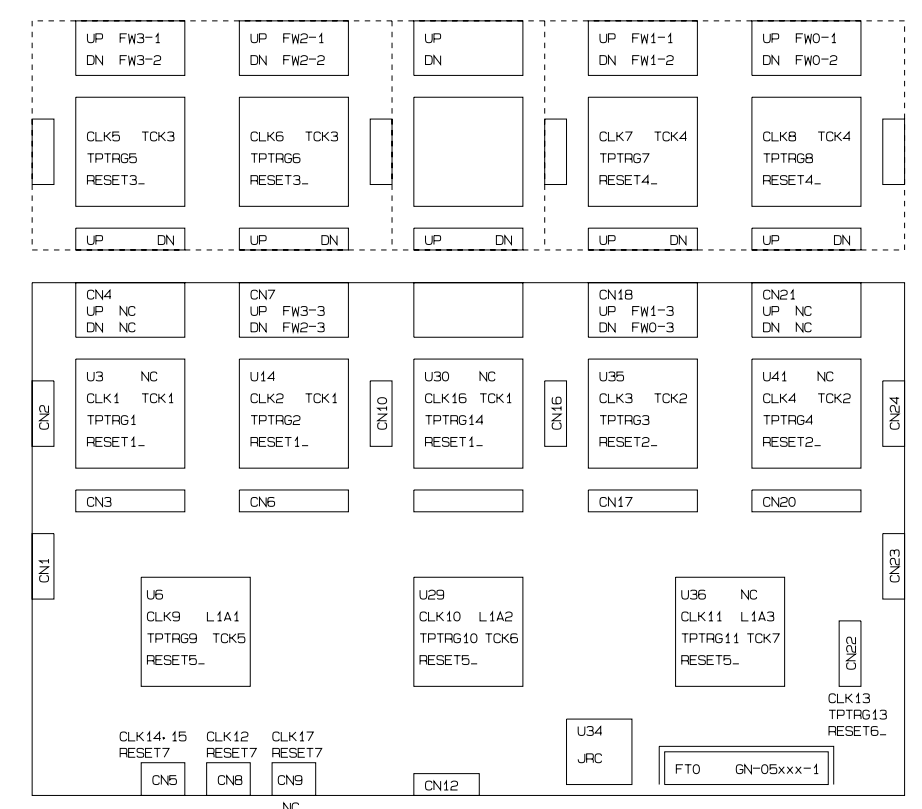 UP FW3-1
DN FW3-2
UP FW2-1
DN FW2-2
UP
DN
UP FW1-1
DN FW1-2
UP FW0-1
DN FW0-2
CLK5 TCK3
TPTRG5
RESET3_
CLK6 TCK3
TPTRG6
RESET3_
CLK7 TCK4
TPTRG7
RESET4_
CLK8 TCK4
TPTRG8
RESET4_
UP DN
UP DN
UP DN
UP DN
UP DN
CN4
UP NC
DN NC
CN7
UP FW3-3
DN FW2-3
CN18
UP FW1-3
DN FW0-3
CN21
UP NC
DN NC
CN2
U3 NC
CLK1 TCK1
TPTRG1
RESET1_
U14
CLK2 TCK1
TPTRG2
RESET1_
CN10
U30 NC
CLK16 TCK1
TPTRG14
RESET1_
CN16
U35
CLK3 TCK2
TPTRG3
RESET2_
U41 NC
CLK4 TCK2
TPTRG4
RESET2_
CN24
CN3
CN6
CN17
CN20
CN1
CN23
U6
CLK9 L1A1
TPTRG9 TCK5
RESET5_
U29
CLK10 L1A2
TPTRG10 TCK6
RESET5_
U36 NC
CLK11 L1A3
TPTRG11 TCK7
RESET5_
CN22
CLK13
TPTRG13
RESET6_
CLK14,15
RESET7
CN5
CLK12
RESET7
CN8
CLK17
RESET7
CN9
NC
CN12
U34
JRC
FT0 GN-05xxx-1